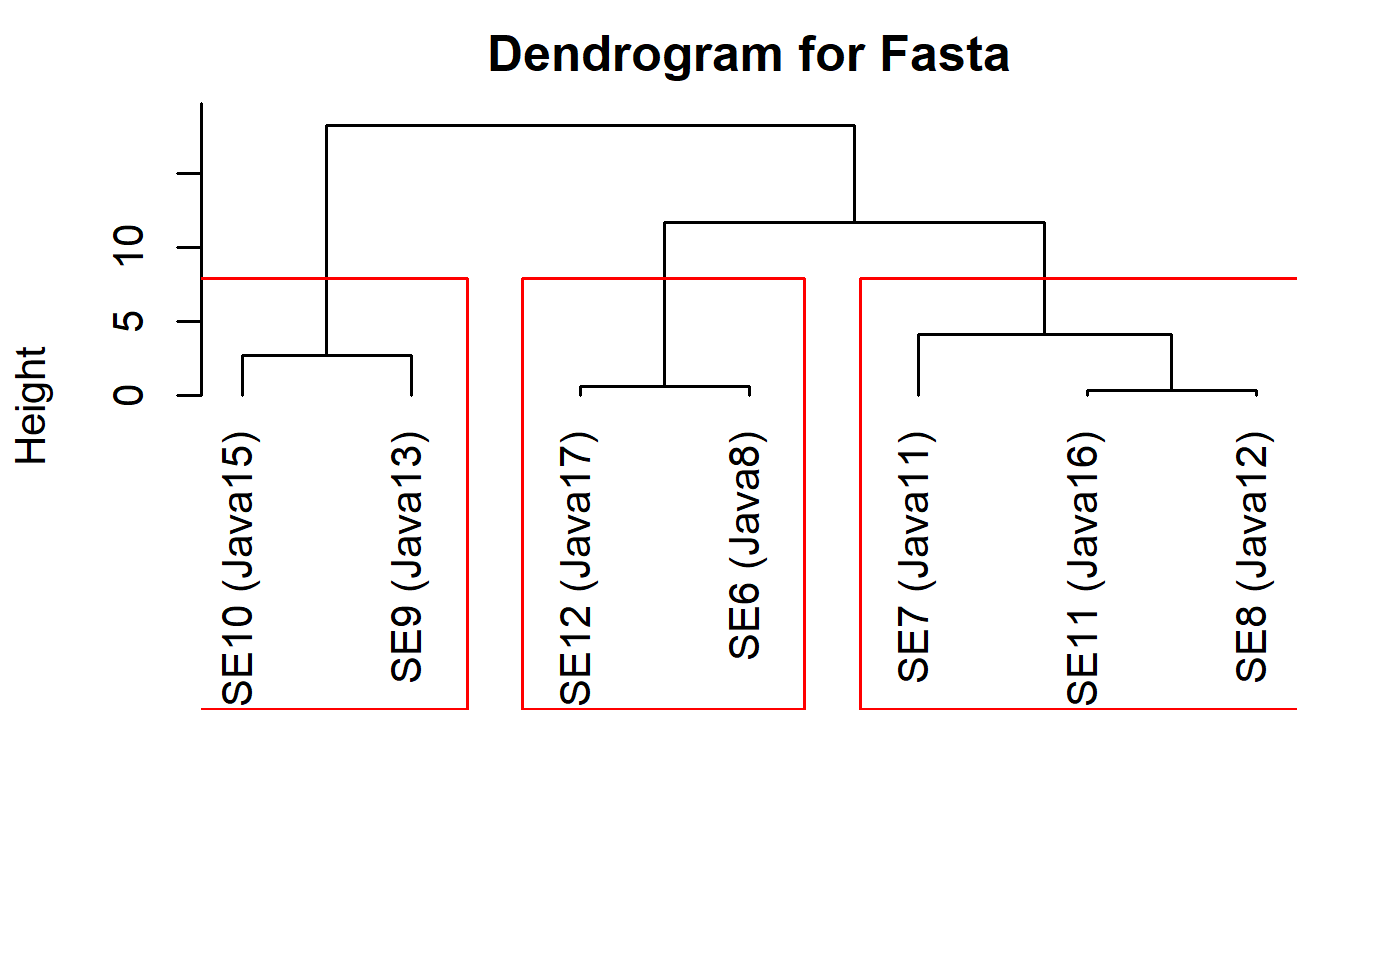 Dendrogram for Fasta
Height
10
5
0
SE10 (Java15)
SE9 (Java13)
SE12 (Java17)
SE6 (Java8)
SE7 (Java11)
SE11 (Java16)
SE8 (Java12)